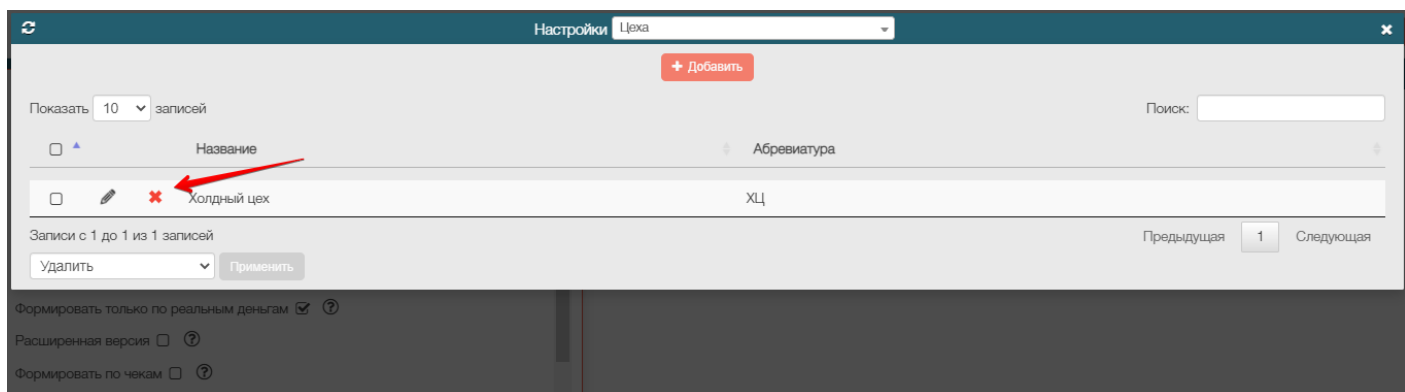 Настройки Цеха
+ Добавить
Показать 10 записей Поиск:
Название Абревиатура
Холдный цех ХЦ
Записи с 1 до 1 из 1 записей Предыдущая 1 Следующая
Удалить Применить
Формировать только по реальным деньгам
Расширенная версия
Формировать по чекам